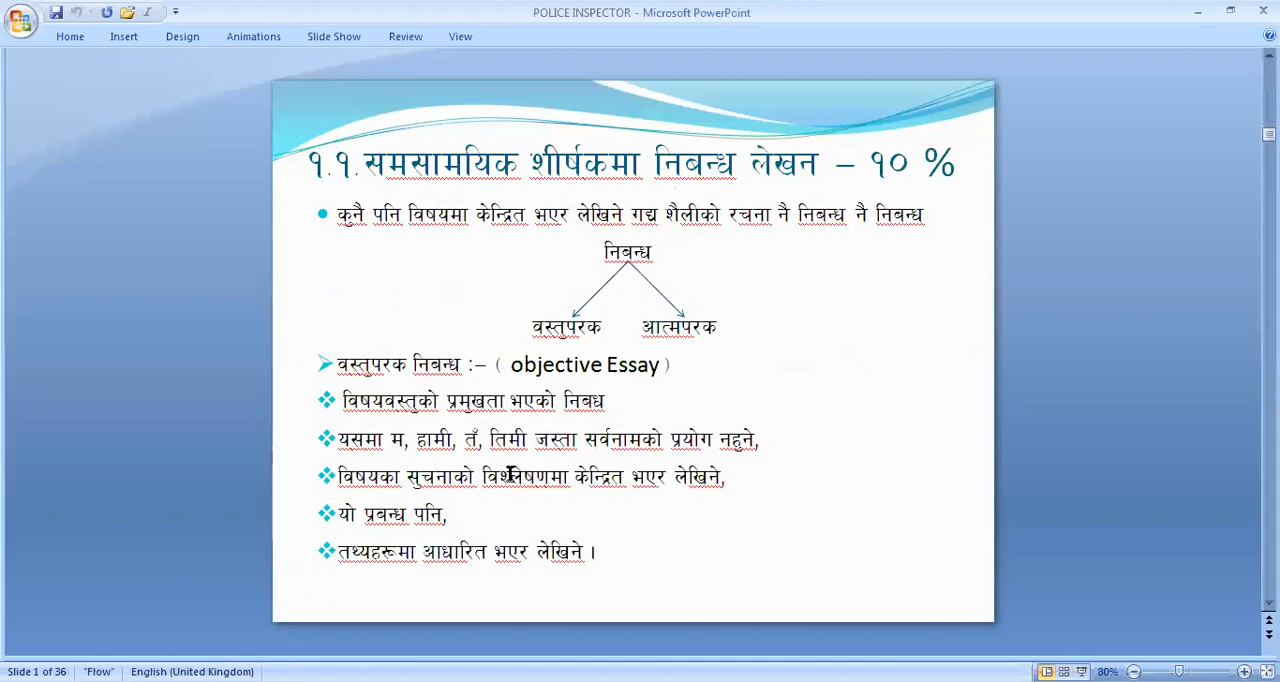 POLICE INSPECTOR - Microsoft PowerPoint
Home Insert Design Animations Slide Show Review View
१.१. समसामयिक शीर्षकमा निबन्ध लेखन – १० %
कुनै पनि विषयमा केन्द्रित भएर लेखिने गद्य शैलीको रचना नै निबन्ध नै निबन्ध
निबन्ध
वस्तुपरक आत्मपरक
वस्तुपरक निबन्ध :– ( objective Essay )
विषयवस्तुको प्रमुखता भएको निबध
यसमा म, हामी, तँ, तिमी जस्ता सर्वनामको प्रयोग नहुने,
विषयका सुचनाको विश्लेषणमा केन्द्रित भएर लेखिने,
यो प्रबन्ध पनि,
तथ्यहरूमा आधारित भएर लेखिने ।
Slide 1 of 36 "Flow" English (United Kingdom) 80%